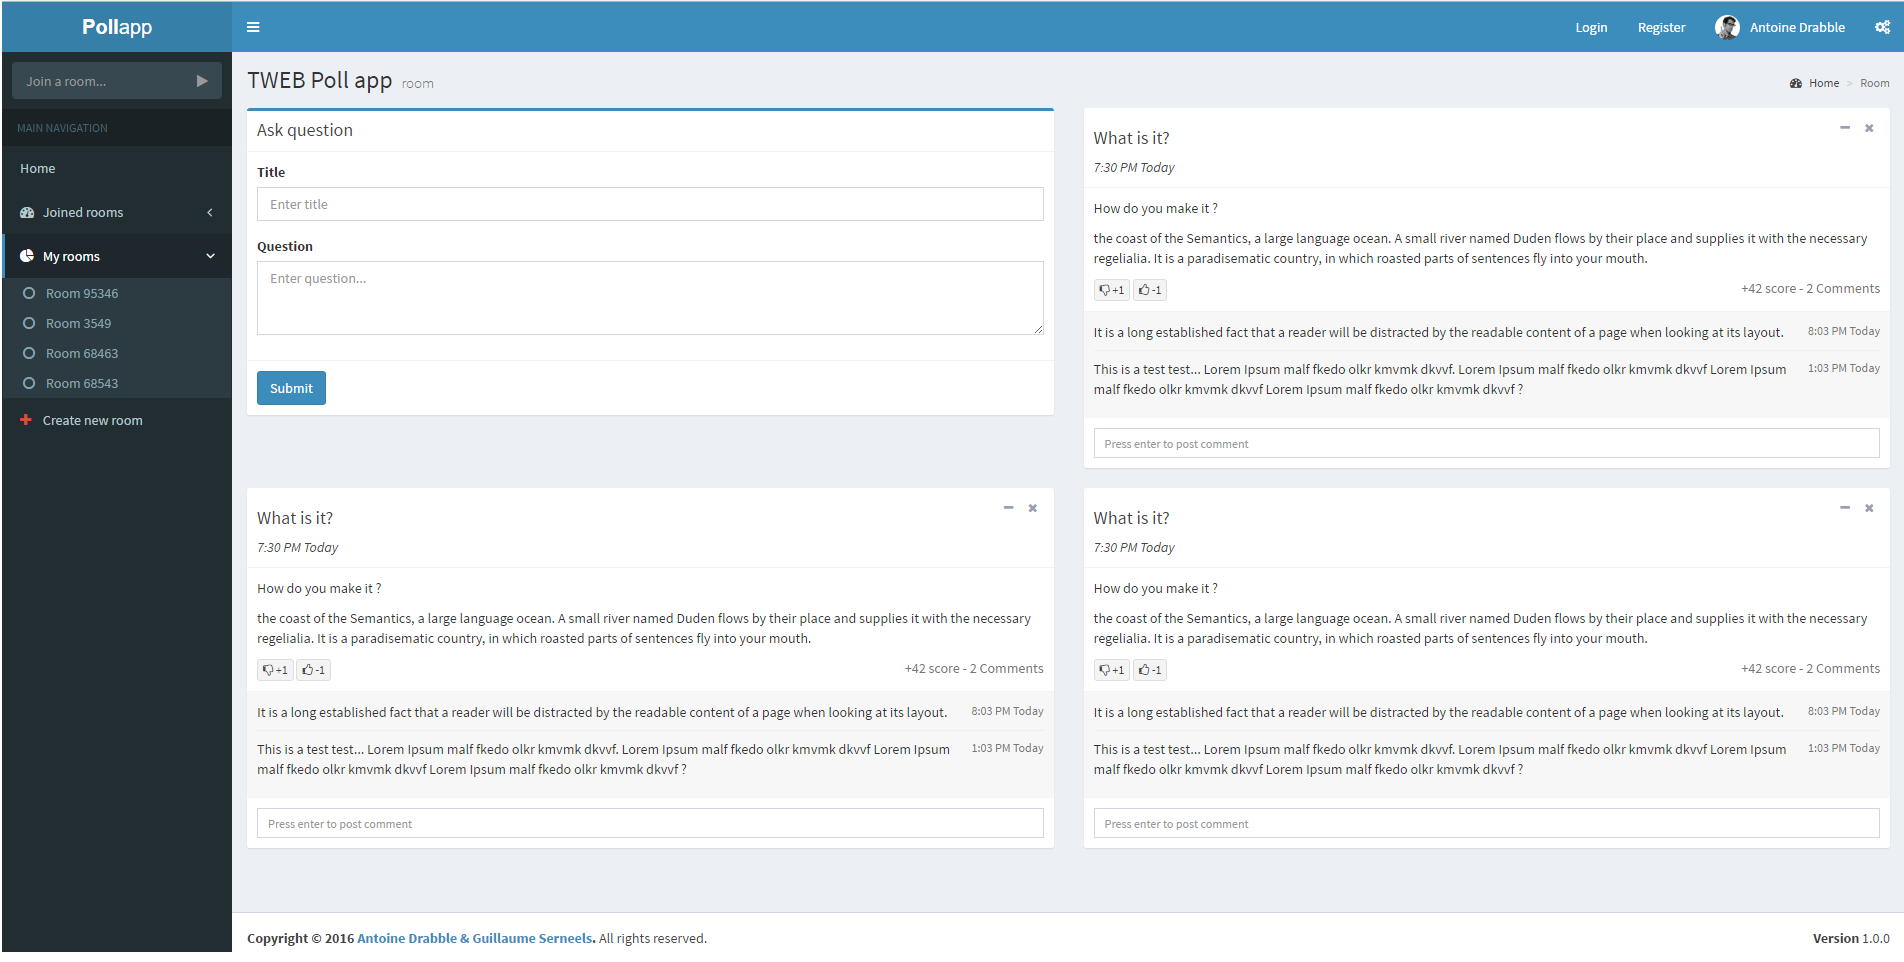 Pollapp
Login
Register
Antoine Drabble
Join a room...
MAIN NAVIGATION
Home
Joined rooms
My rooms
Room 95346
Room 3549
Room 68463
Room 68543
Create new room
TWEB Poll app room
Home > Room
Ask question
Title
Enter title
Question
Enter question...
Submit
What is it?
7:30 PM Today
How do you make it ?
the coast of the Semantics, a large language ocean. A small river named Duden flows by their place and supplies it with the necessary
regelialia. It is a paradisematic country, in which roasted parts of sentences fly into your mouth.
+1 -1 +42 score - 2 Comments
It is a long established fact that a reader will be distracted by the readable content of a page when looking at its layout. 8:03 PM Today
This is a test test... Lorem Ipsum malf fkedo olkr kmvmk dkvvf. Lorem Ipsum malf fkedo olkr kmvmk dkvvf Lorem Ipsum 1:03 PM Today
malf fkedo olkr kmvmk dkvvf Lorem Ipsum malf fkedo olkr kmvmk dkvvf ?
Press enter to post comment
What is it?
7:30 PM Today
How do you make it ?
the coast of the Semantics, a large language ocean. A small river named Duden flows by their place and supplies it with the necessary
regelialia. It is a paradisematic country, in which roasted parts of sentences fly into your mouth.
+1 -1 +42 score - 2 Comments
It is a long established fact that a reader will be distracted by the readable content of a page when looking at its layout. 8:03 PM Today
This is a test test... Lorem Ipsum malf fkedo olkr kmvmk dkvvf. Lorem Ipsum malf fkedo olkr kmvmk dkvvf Lorem Ipsum 1:03 PM Today
malf fkedo olkr kmvmk dkvvf Lorem Ipsum malf fkedo olkr kmvmk dkvvf ?
Press enter to post comment
What is it?
7:30 PM Today
How do you make it ?
the coast of the Semantics, a large language ocean. A small river named Duden flows by their place and supplies it with the necessary
regelialia. It is a paradisematic country, in which roasted parts of sentences fly into your mouth.
+1 -1 +42 score - 2 Comments
It is a long established fact that a reader will be distracted by the readable content of a page when looking at its layout. 8:03 PM Today
This is a test test... Lorem Ipsum malf fkedo olkr kmvmk dkvvf. Lorem Ipsum malf fkedo olkr kmvmk dkvvf Lorem Ipsum 1:03 PM Today
malf fkedo olkr kmvmk dkvvf Lorem Ipsum malf fkedo olkr kmvmk dkvvf ?
Press enter to post comment
Copyright © 2016 Antoine Drabble & Guillaume Serneels. All rights reserved.
Version 1.0.0